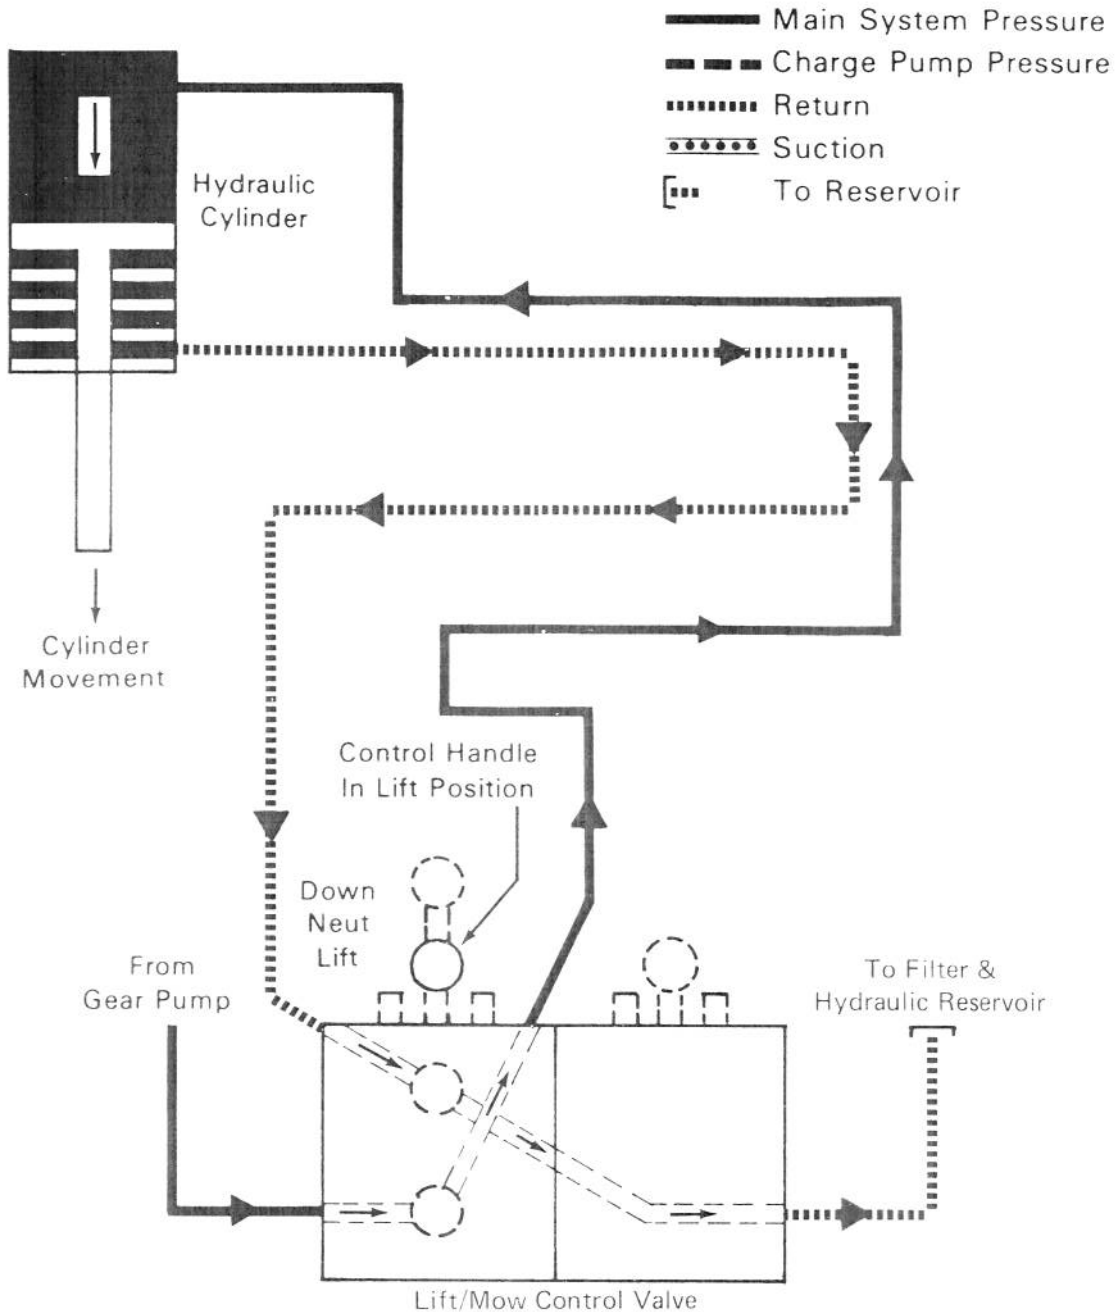 Main System Pressure
Charge Pump Pressure
Return
Suction
To Reservoir
Hydraulic
Cylinder
Cylinder
Movement
Control Handle
In Lift Position
Down
Neut
Lift
From
Gear Pump
To Filter &
Hydraulic Reservoir
Lift/Mow Control Valve